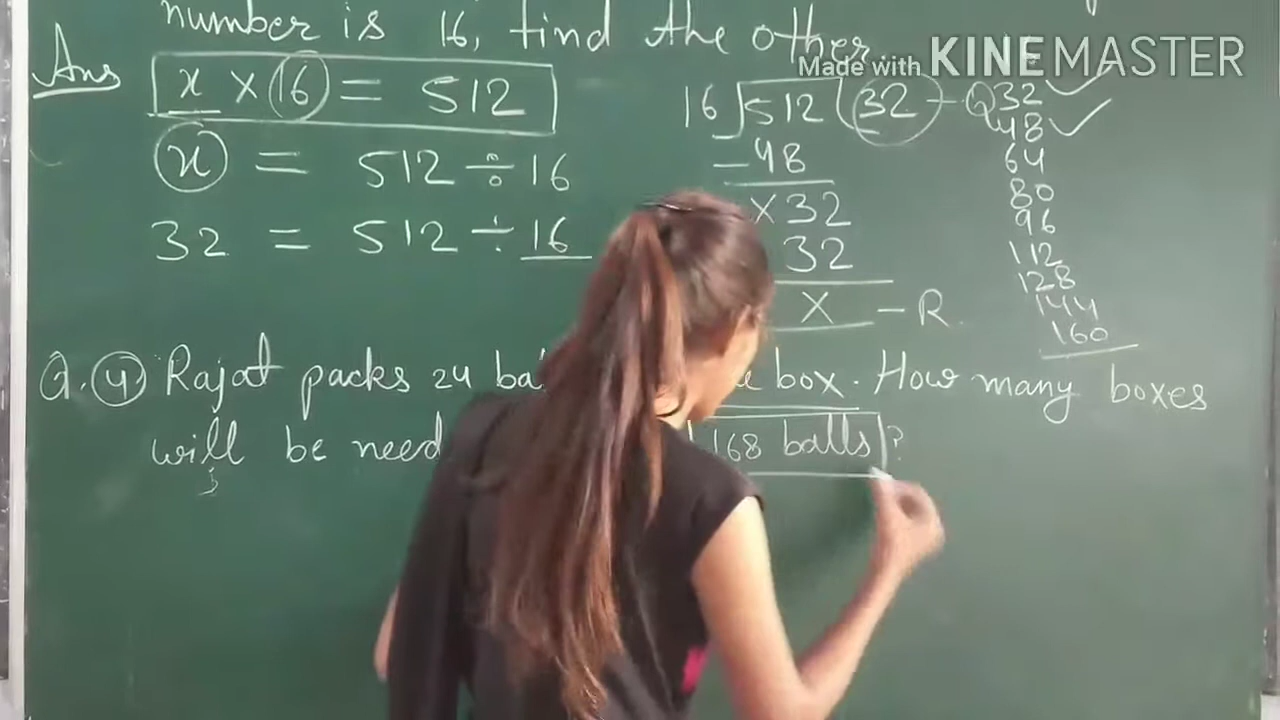 number is 16, find the other.
Made with KINEMASTER
Ans
x × 16 = 512
x = 512 ÷ 16
32 = 512 ÷ 16
16 512 32 - Q
- 48
x 32
32
x - R
32
48
64
80
96
112
128
144
160
Q. 4 Rajat packs 24 box. How many boxes
will be need 168 balls ?